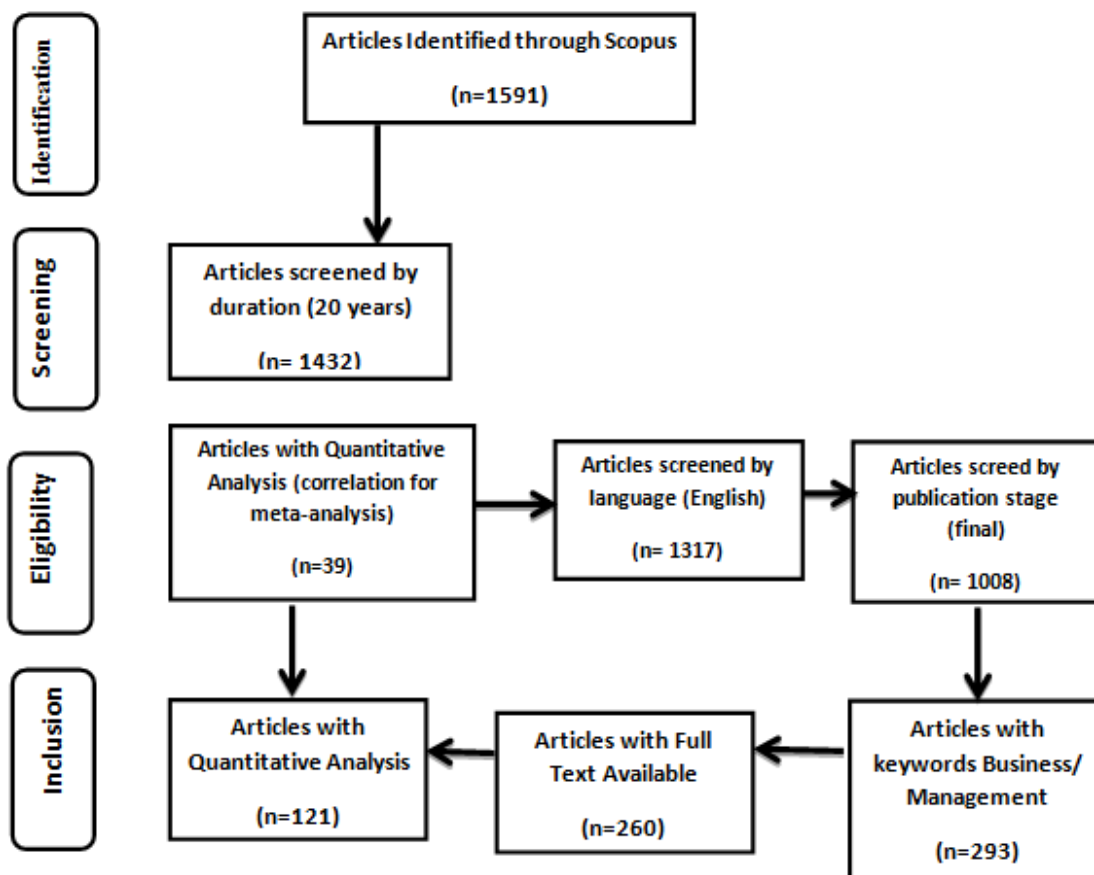 Identification
Articles Identified through Scopus
(n=1591)
Screening
Articles screened by
duration (20 years)
(n= 1432)
Eligibility
Articles with Quantitative
Analysis (correlation for
meta-analysis)
(n=39)
Articles screened by
language (English)
(n= 1317)
Articles screed by
publication stage
(final)
(n= 1008)
Inclusion
Articles with
Quantitative Analysis
(n=121)
Articles with Full
Text Available
(n=260)
Articles with
keywords Business/
Management
(n=293)